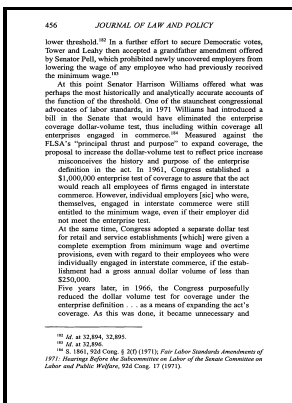 456 JOURNAL OF LAW AND POLICY
lower threshold.182 In a further effort to secure Democratic votes,
Tower and Leahy then accepted a grandfather amendment offered
by Senator Pell, which prohibited newly uncovered employers from
lowering the wage of any employee who had previously received
the minimum wage.183
At this point Senator Harrison Williams offered what was
perhaps the most historically and analytically accurate accounts of
the function of the threshold. One of the staunchest congressional
advocates of labor standards, in 1971 Williams had introduced a
bill in the Senate that would have eliminated the enterprise
coverage dollar-volume test, thus including within coverage all
enterprises engaged in commerce.184 Measured against the
FLSA's "principal thrust and purpose" to expand coverage, the
proposal to increase the dollar-volume test to reflect price increase
misconceives the history and purpose of the enterprise
definition in the act. In 1961, Congress established a
$1,000,000 enterprise test of coverage to assure that the act
would reach all employees of firms engaged in interstate
commerce. However, individual employers [sic] who were,
themselves, engaged in interstate commerce were still
entitled to the minimum wage, even if their employer did
not meet the enterprise test.
At the same time, Congress adopted a separate dollar test
for retail and service establishments [which] were given a
complete exemption from minimum wage and overtime
provisions, even with regard to their employees who were
individually engaged in interstate commerce, if the estab-
lishment had a gross annual dollar volume of less than
$250,000.
Five years later, in 1966, the Congress purposefully
reduced the dollar volume test for coverage under the
enterprise definition . . . as a means of expanding the act's
coverage. As this was done, it became unnecessary and
182 Id. at 32,894, 32,895.
183 Id. at 32,896.
184 S. 1861, 92d Cong. § 2(f) (1971); Fair Labor Standards Amendments of
1971: Hearings Before the Subcommittee on Labor of the Senate Committee on
Labor and Public Welfare, 92d Cong. 17 (1971).